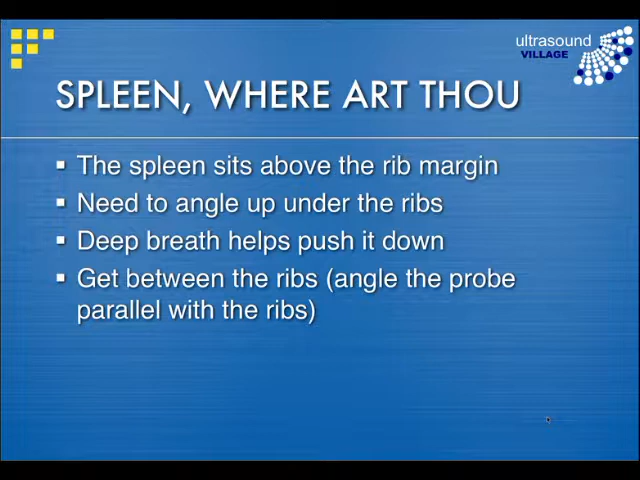 ultrasound
VILLAGE
SPLEEN, WHERE ART THOU
The spleen sits above the rib margin
Need to angle up under the ribs
Deep breath helps push it down
Get between the ribs (angle the probe
parallel with the ribs)